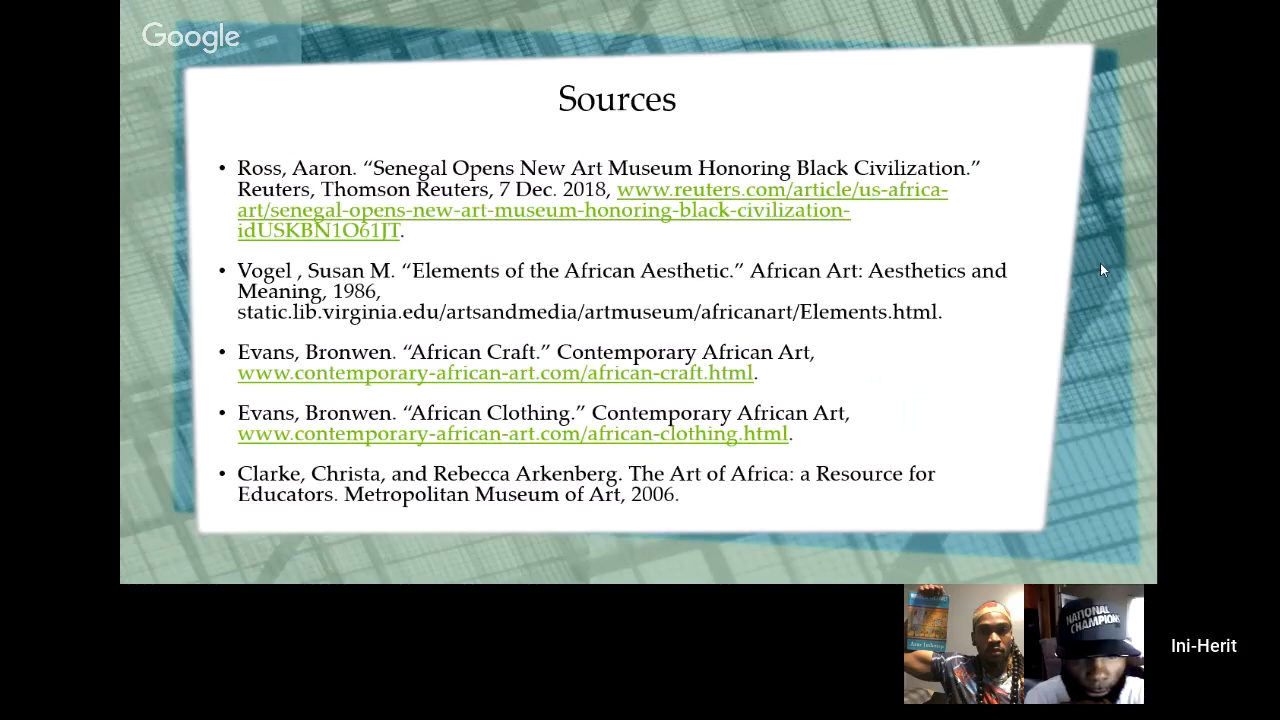 Google
Sources
• Ross, Aaron. “Senegal Opens New Art Museum Honoring Black Civilization.”
Reuters, Thomson Reuters, 7 Dec. 2018, www.reuters.com/article/us-africa-
art/senegal-opens-new-art-museum-honoring-black-civilization-
idUSKBN1O61JT.
• Vogel , Susan M. “Elements of the African Aesthetic.” African Art: Aesthetics and
Meaning, 1986,
static.lib.virginia.edu/artsandmedia/artmuseum/africanart/Elements.html.
• Evans, Bronwen. “African Craft.” Contemporary African Art,
www.contemporary-african-art.com/african-craft.html.
• Evans, Bronwen. “African Clothing.” Contemporary African Art,
www.contemporary-african-art.com/african-clothing.html.
• Clarke, Christa, and Rebecca Arkenberg. The Art of Africa: a Resource for
Educators. Metropolitan Museum of Art, 2006.
NATIONAL
CHAMPIONS
Ini-Herit